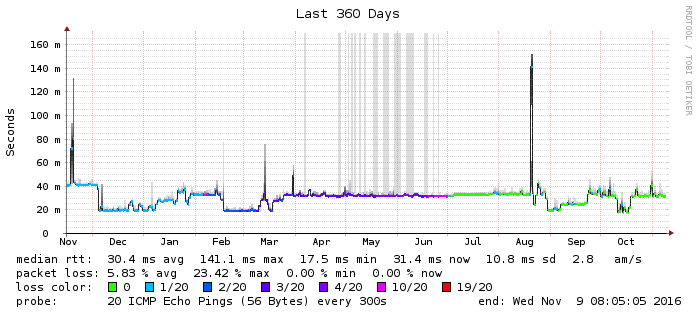 Last 360 Days
RRDTOOL / TOBI OETIKER
Seconds
160 m
140 m
120 m
100 m
80 m
60 m
40 m
20 m
0
Nov Dec Jan Feb Mar Apr May Jun Jul Aug Sep Oct
median rtt: 30.4 ms avg 141.1 ms max 17.5 ms min 31.4 ms now 10.8 ms sd 2.8 am/s
packet loss: 5.83 % avg 23.42 % max 0.00 % min 0.00 % now
loss color: 0 1/20 2/20 3/20 4/20 10/20 19/20
probe: 20 ICMP Echo Pings (56 Bytes) every 300s end: Wed Nov 9 08:05:05 2016